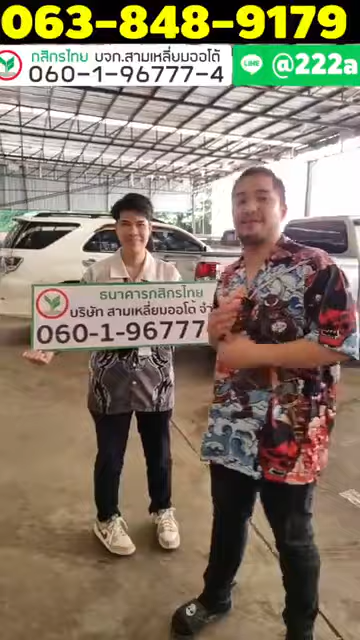 063-848-9179
กสิกรไทย บจก.สามเหลี่ยมออโต้
060-1-96777-4
LINE @222a
ธนาคารกสิกรไทย
บริษัท สามเหลี่ยมออโต้ จำ
060-1-96777